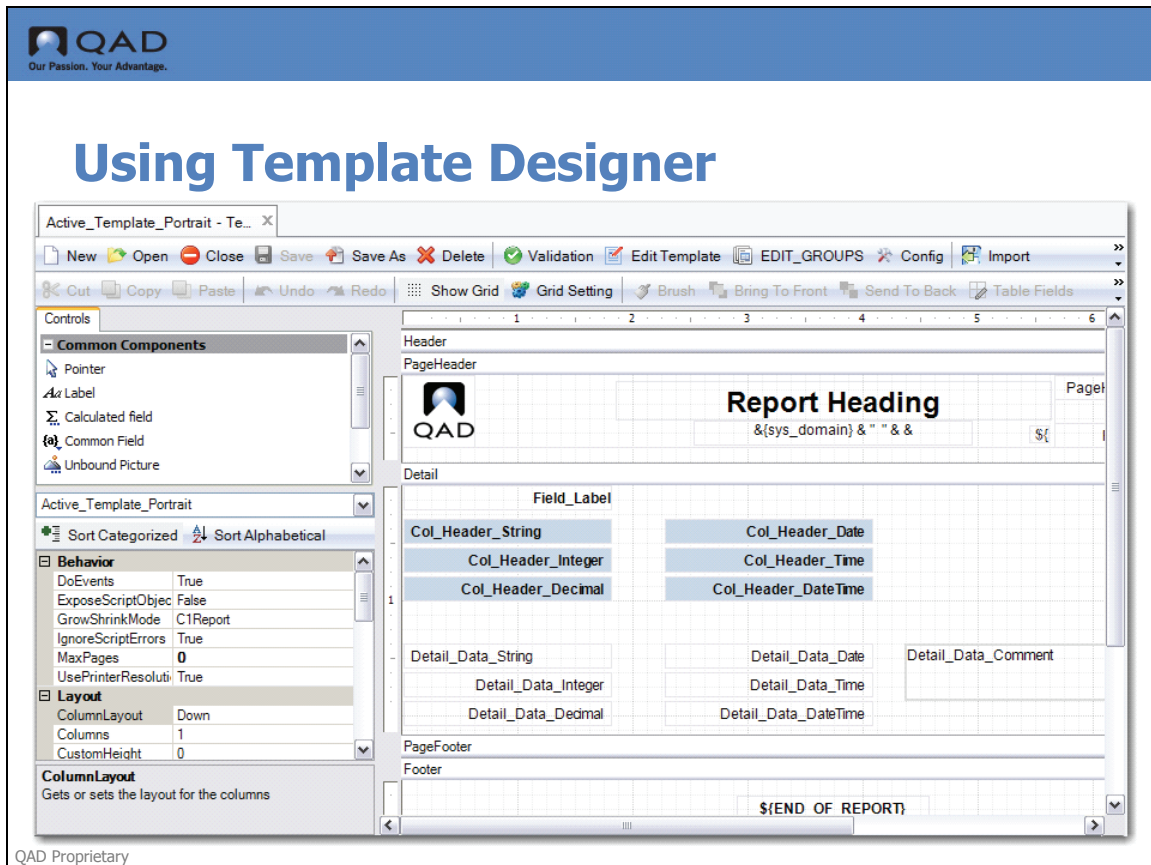 QAD
Our Passion. Your Advantage.
Using Template Designer
Active_Template_Portrait - Te...
New Open Close Save Save As Delete Validation Edit Template EDIT_GROUPS Config Import
Cut Copy Paste Undo Redo Show Grid Grid Setting Brush Bring To Front Send To Back Table Fields
Controls
Common Components
Pointer
Aa Label
Σ Calculated field
{a} Common Field
Unbound Picture
Active_Template_Portrait
Sort Categorized Sort Alphabetical
Behavior
DoEvents True
ExposeScriptObjec False
GrowShrinkMode C1Report
IgnoreScriptErrors True
MaxPages 0
UsePrinterResoluti True
Layout
ColumnLayout Down
Columns 1
CustomHeight 0
ColumnLayout
Gets or sets the layout for the columns
1 2 3 4 5 6
Header
PageHeader
QAD
Report Heading
&{sys_domain} & " " & &
PageH
${
Detail
1
Field_Label
Col_Header_String Col_Header_Date
Col_Header_Integer Col_Header_Time
Col_Header_Decimal Col_Header_DateTime
Detail_Data_String Detail_Data_Date Detail_Data_Comment
Detail_Data_Integer Detail_Data_Time
Detail_Data_Decimal Detail_Data_DateTime
PageFooter
Footer
${END_OF_REPORT}
QAD Proprietary